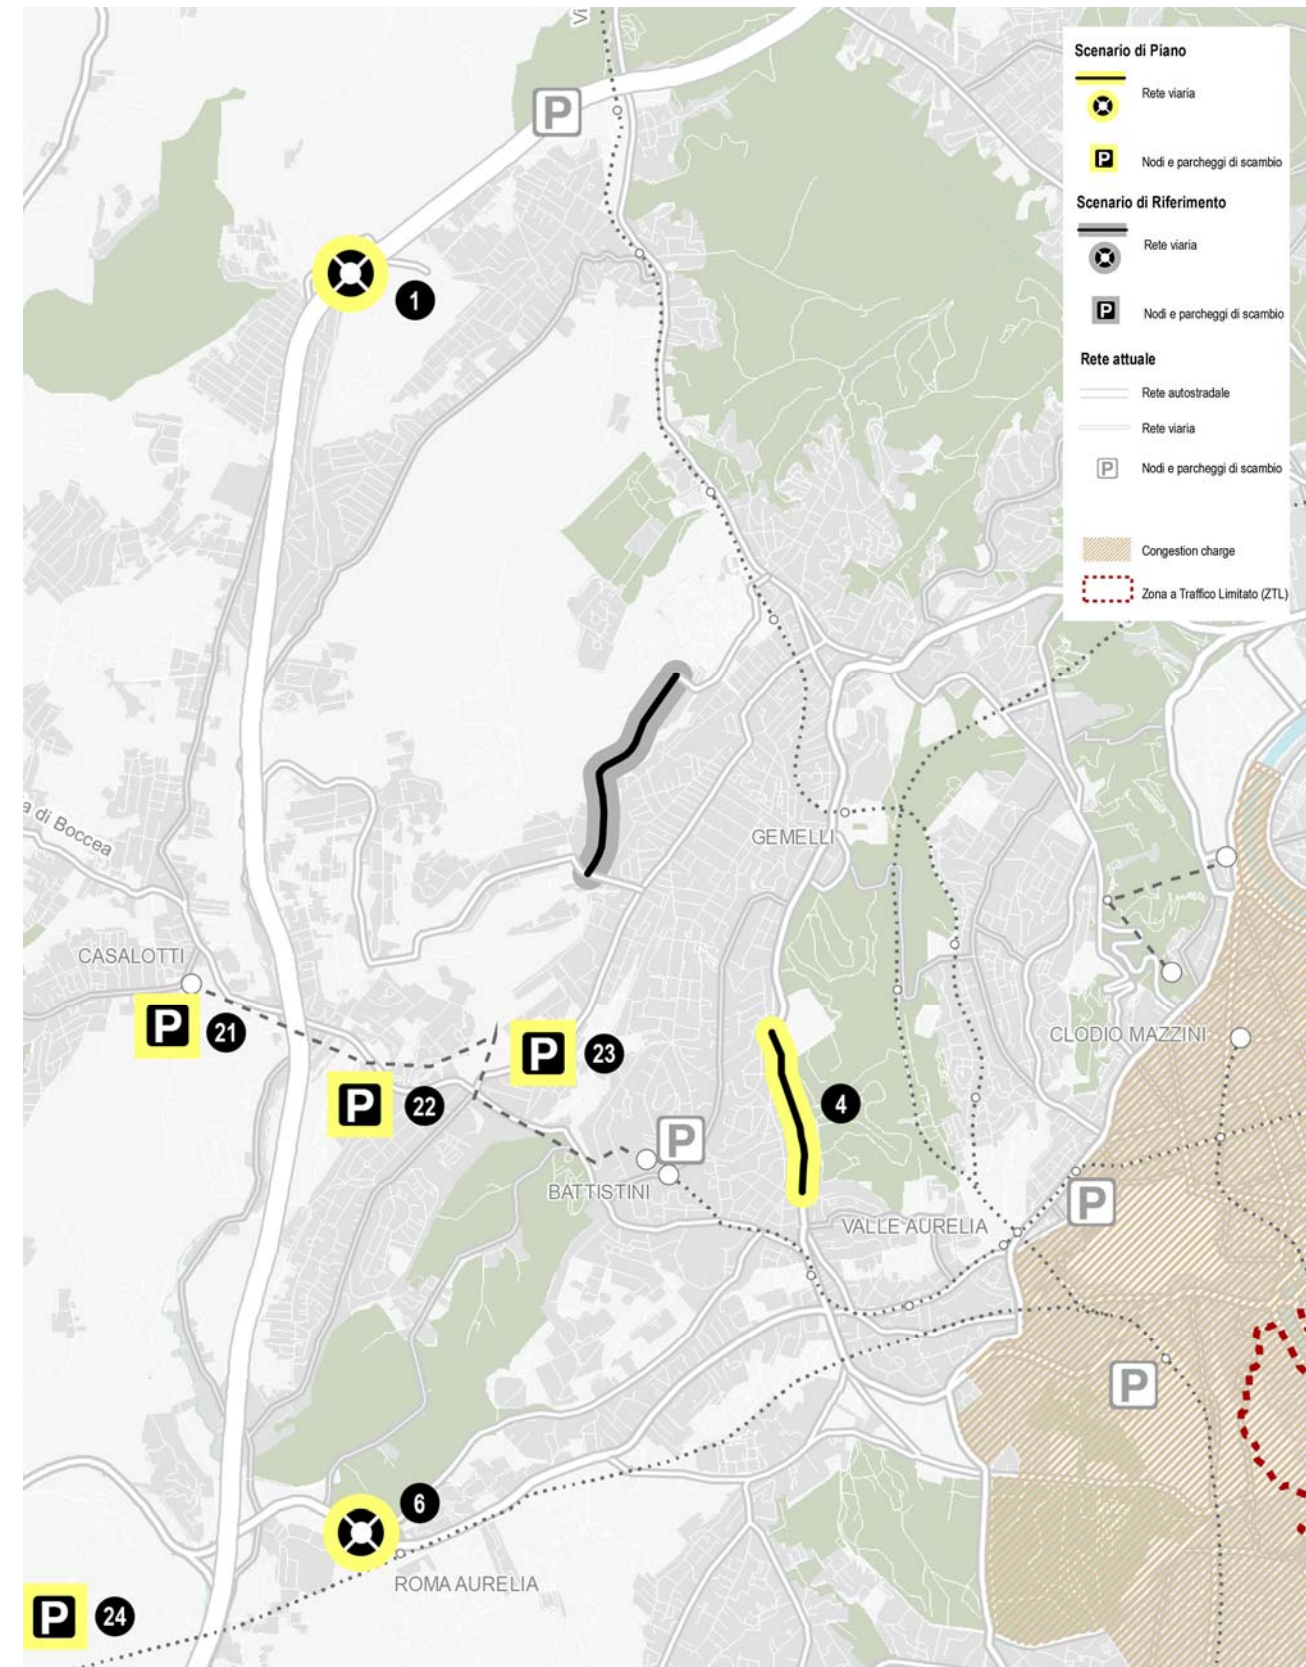 Vi
P
Scenario di Piano
Rete viaria
P
Nodi e parcheggi di scambio
Scenario di Riferimento
Rete viaria
P
Nodi e parcheggi di scambio
Rete attuale
Rete autostradale
Rete viaria
P
Nodi e parcheggi di scambio
Congestion charge
Zona a Traffico Limitato (ZTL)
1
a di Boccea
GEMELLI
CASALOTTI
P 21
P 22
P 23
4
CLODIO MAZZINI
P
BATTISTINI
VALLE AURELIA
P
P
6
ROMA AURELIA
P 24